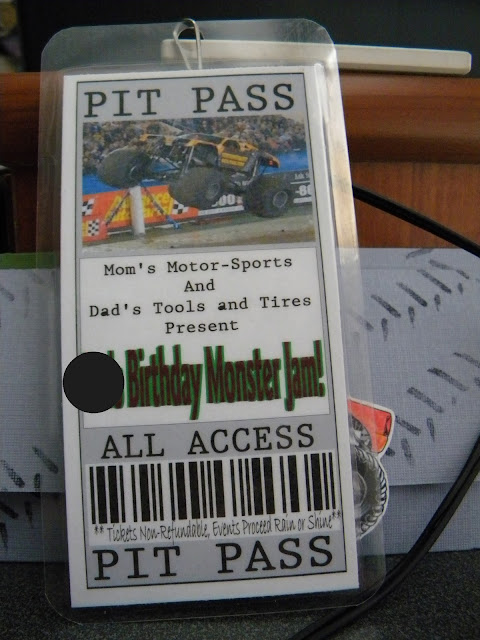 PIT PASS
Mom's Motor-Sports
And
Dad's Tools and Tires
Present
Birthday Monster Jam!
ALL ACCESS
** Tickets Non-Refundable, Events Proceed Rain or Shine**
PIT PASS